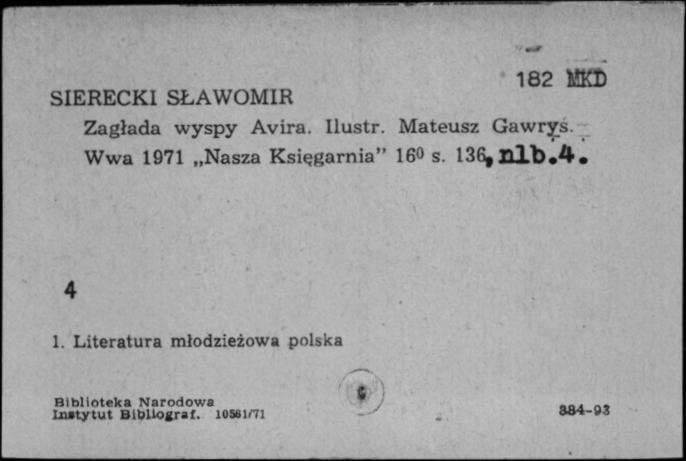 182 MKD
SIERECKI SŁAWOMIR
Zagłada wyspy Avira. Ilustr. Mateusz Gawryś.
Wwa 1971 „Nasza Księgarnia” 16⁰ s. 136, nlb.4.
4
1. Literatura młodzieżowa polska
Biblioteka Narodowa
Instytut Bibliograf. 10561/71
384-93